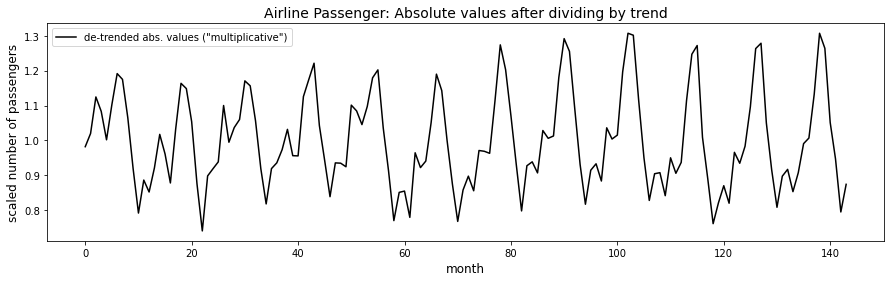 Airline Passenger: Absolute values after dividing by trend
de-trended abs. values ("multiplicative")
scaled number of passengers
1.3
1.2
1.1
1.0
0.9
0.8
0 20 40 60 80 100 120 140
month